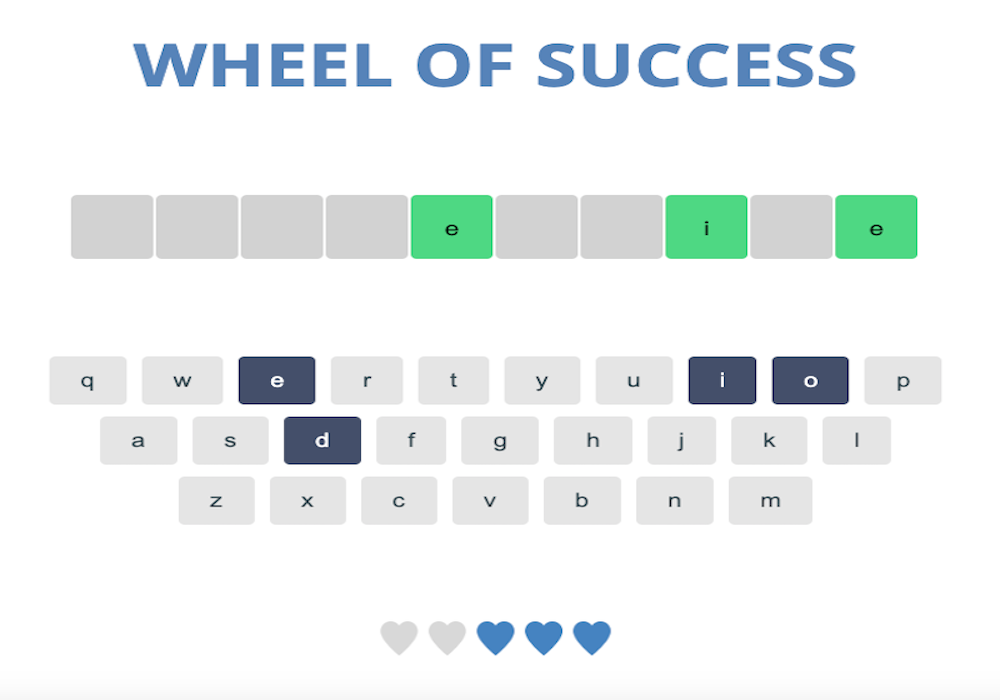 WHEEL OF SUCCESS
e i e
q w e r t y u i o p
a s d f g h j k l
z x c v b n m